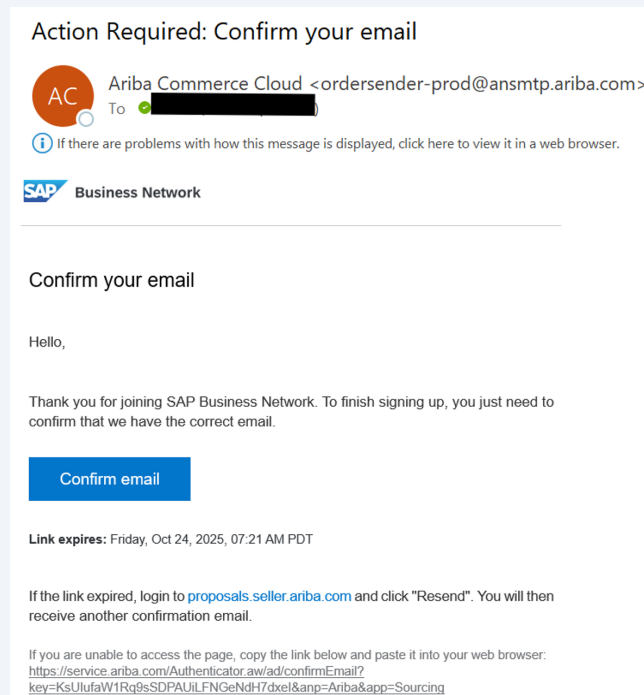 Action Required: Confirm your email
AC
Ariba Commerce Cloud <ordersender-prod@ansmtp.ariba.com>
To
If there are problems with how this message is displayed, click here to view it in a web browser.
SAP Business Network
Confirm your email
Hello,
Thank you for joining SAP Business Network. To finish signing up, you just need to
confirm that we have the correct email.
Confirm email
Link expires: Friday, Oct 24, 2025, 07:21 AM PDT
If the link expired, login to proposals.seller.ariba.com and click "Resend". You will then
receive another confirmation email.
If you are unable to access the page, copy the link below and paste it into your web browser:
https://service.ariba.com/Authenticator.aw/ad/confirmEmail?
key=KsUlufaW1Rq9sSDPAUiLFNGeNdH7dxeI&anp=Ariba&app=Sourcing